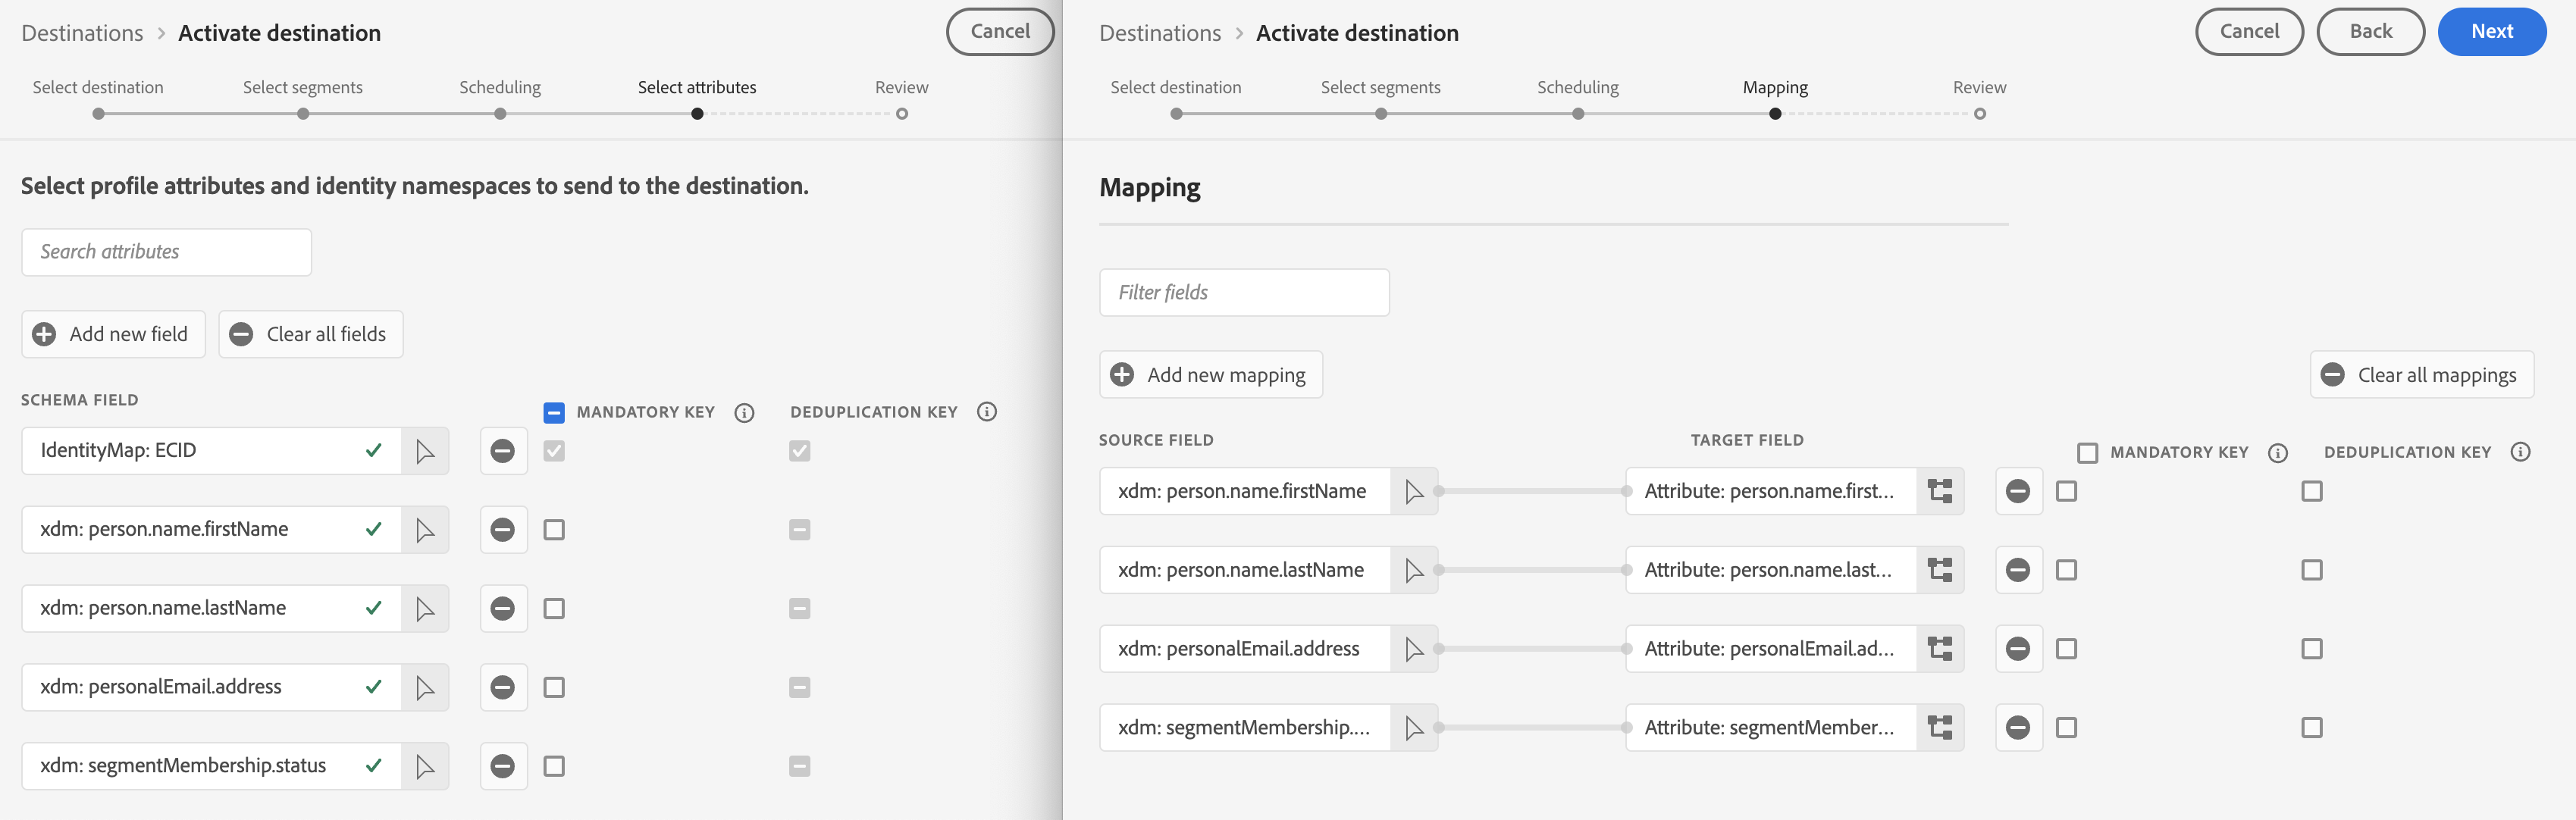 Destinations > Activate destination
Cancel
Select destination Select segments Scheduling Select attributes Review
Select profile attributes and identity namespaces to send to the destination.
Search attributes
Add new field Clear all fields
SCHEMA FIELD MANDATORY KEY DEDUPLICATION KEY
IdentityMap: ECID
xdm: person.name.firstName
xdm: person.name.lastName
xdm: personalEmail.address
xdm: segmentMembership.status
Destinations > Activate destination
Cancel Back Next
Select destination Select segments Scheduling Mapping Review
Mapping
Filter fields
Add new mapping Clear all mappings
SOURCE FIELD TARGET FIELD MANDATORY KEY DEDUPLICATION KEY
xdm: person.name.firstName Attribute: person.name.first...
xdm: person.name.lastName Attribute: person.name.last...
xdm: personalEmail.address Attribute: personalEmail.ad...
xdm: segmentMembership.... Attribute: segmentMember...